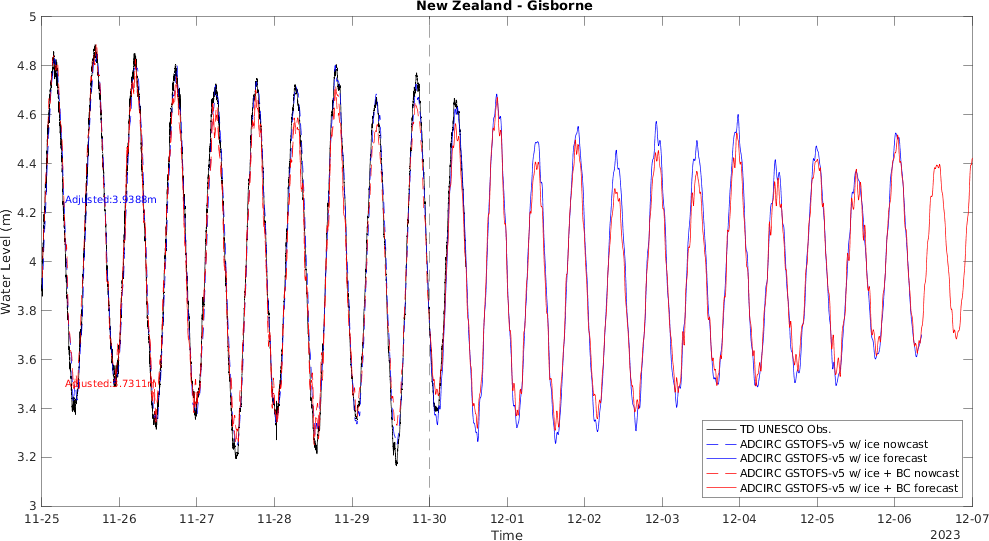 New Zealand - Gisborne
5
4.8
4.6
4.4
4.2
4
3.8
3.6
3.4
3.2
3
Water Level (m)
Adjusted:3.9388m
Adjusted:3.7311m
TD UNESCO Obs.
ADCIRC GSTOFS-v5 w/ ice nowcast
ADCIRC GSTOFS-v5 w/ ice forecast
ADCIRC GSTOFS-v5 w/ ice + BC nowcast
ADCIRC GSTOFS-v5 w/ ice + BC forecast
11-25 11-26 11-27 11-28 11-29 11-30 12-01 12-02 12-03 12-04 12-05 12-06 12-07
Time
2023